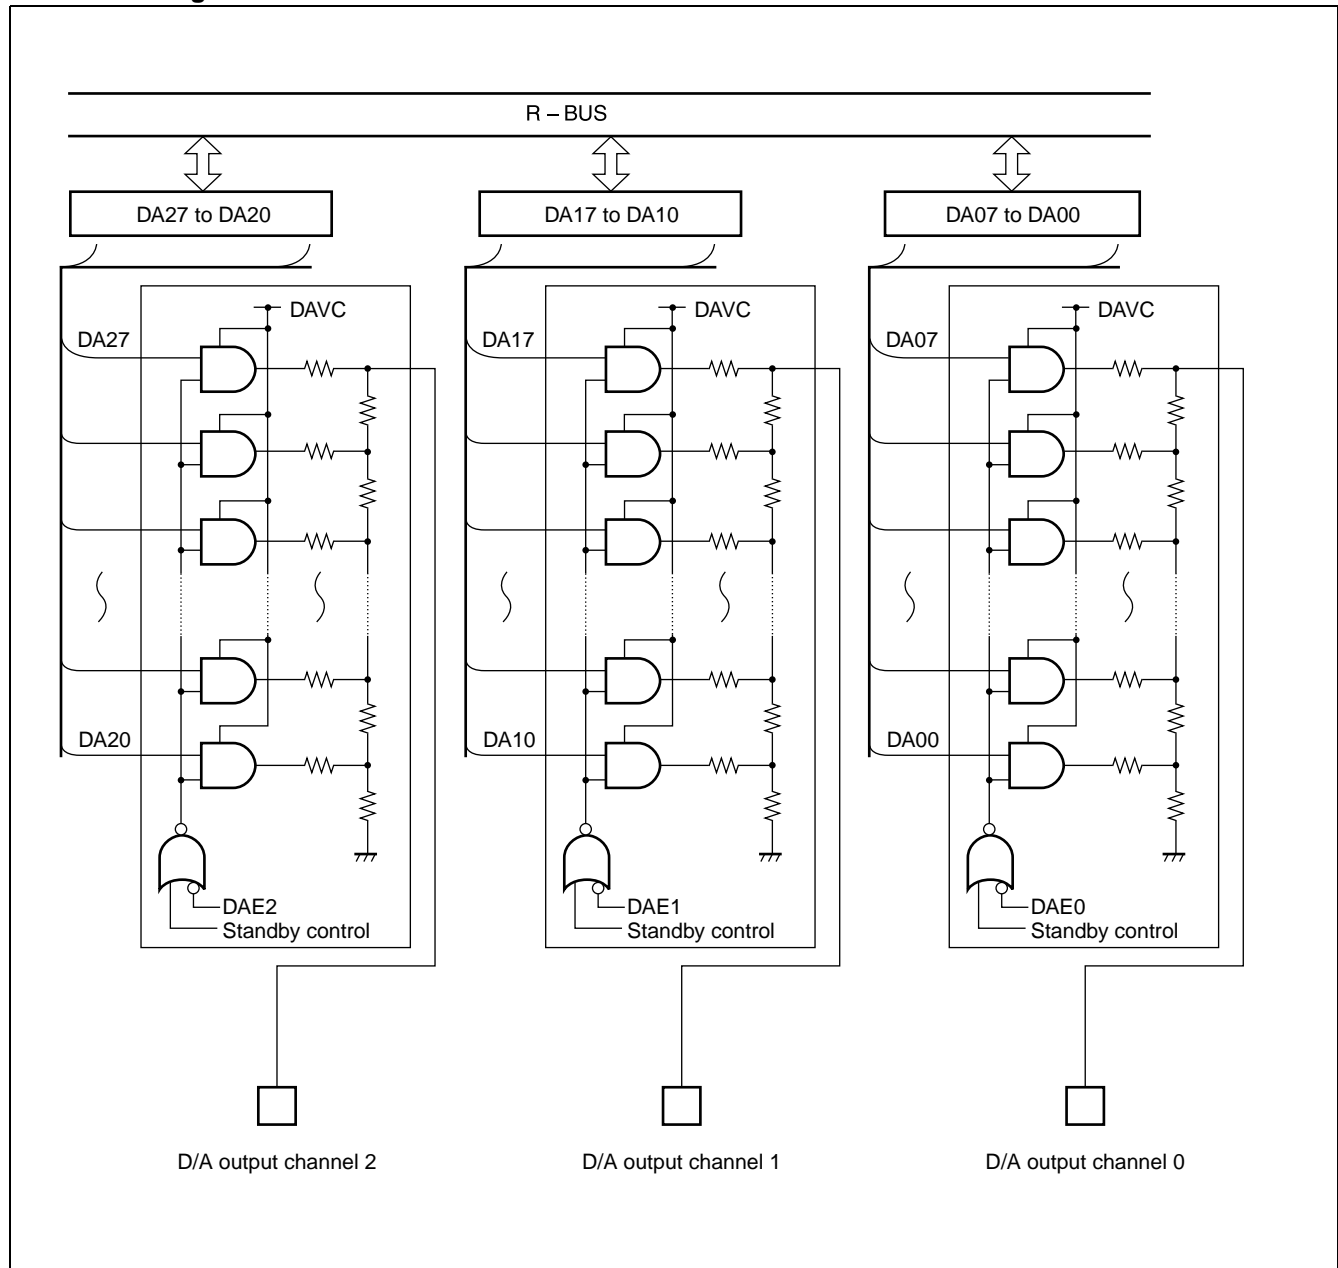 R – BUS
DA27 to DA20
DA17 to DA10
DA07 to DA00
DAVC
DAVC
DAVC
DA27
DA17
DA07
DA20
DA10
DA00
DAE2
Standby control
DAE1
Standby control
DAE0
Standby control
D/A output channel 2
D/A output channel 1
D/A output channel 0